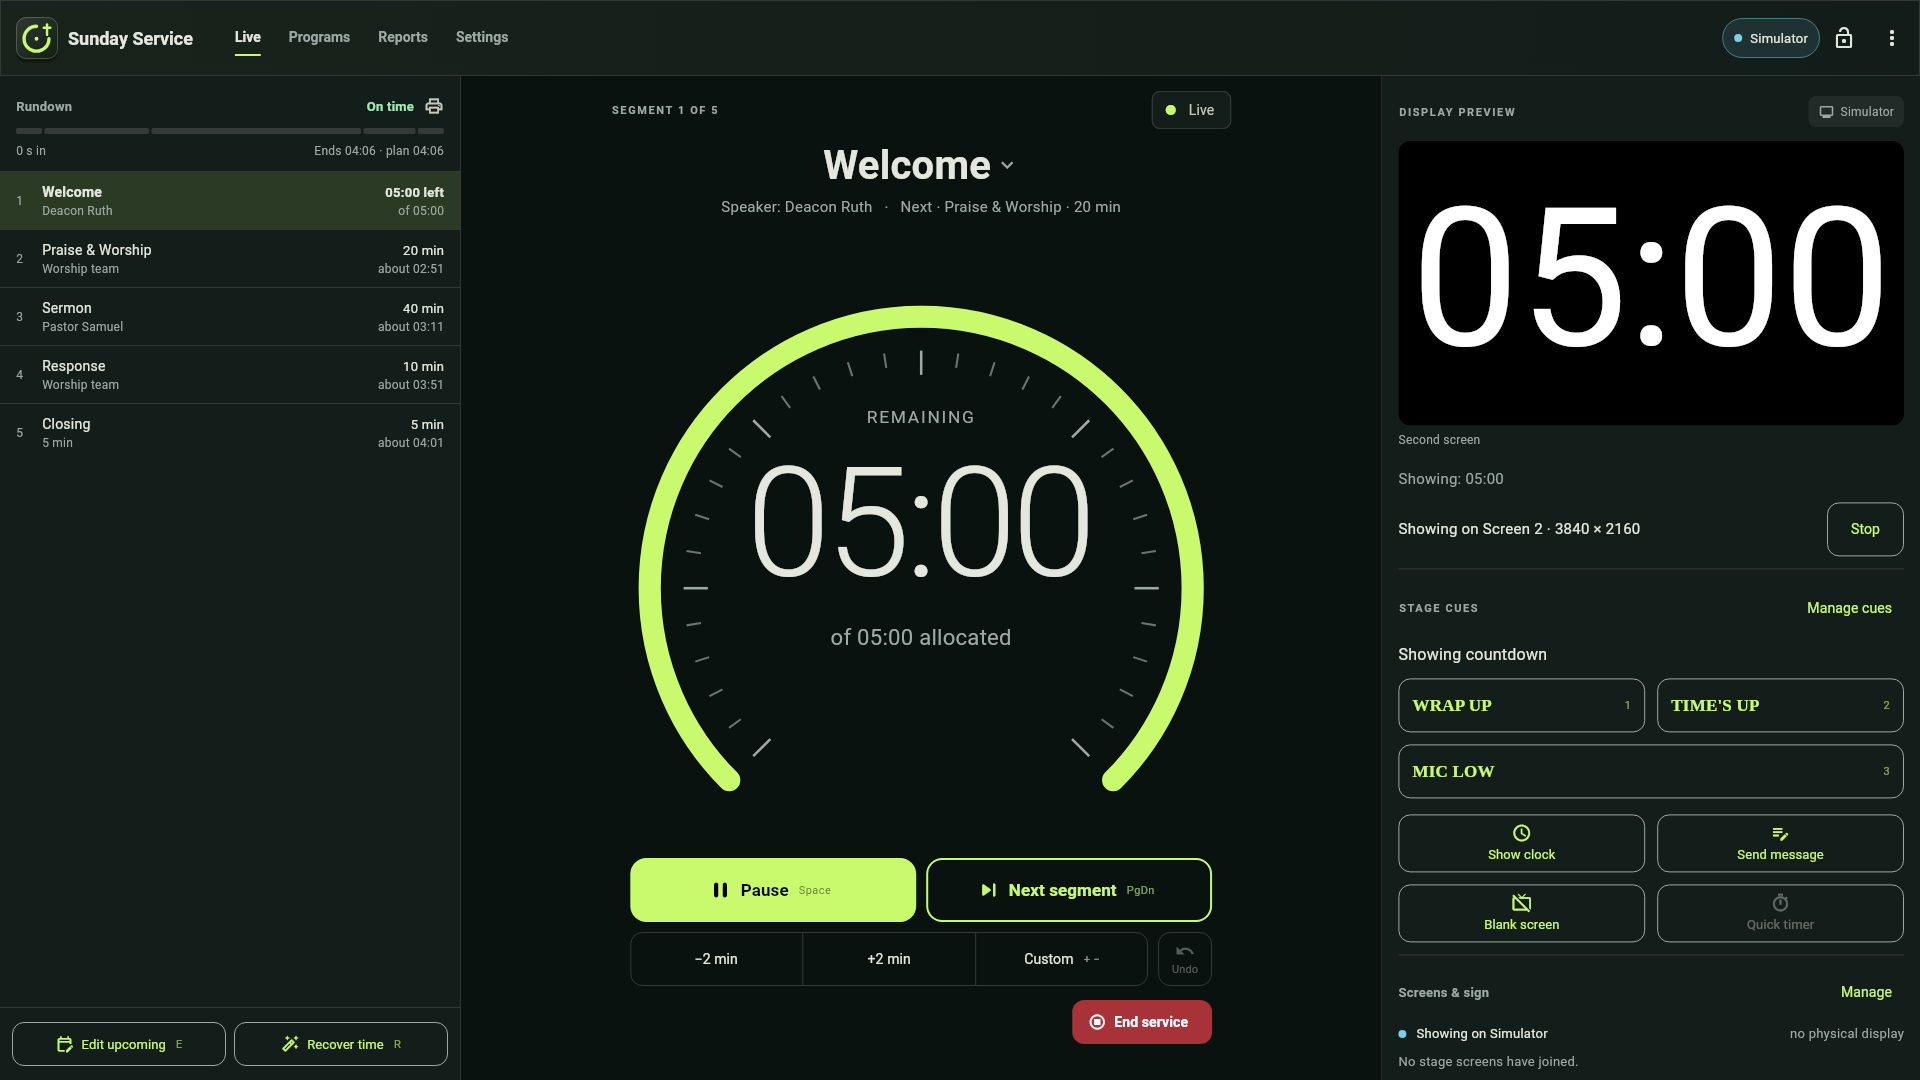 Sunday Service
Live
Programs
Reports
Settings
Simulator
Rundown
On time
0 s in
Ends 04:06 · plan 04:06
1
Welcome
05:00 left
Deacon Ruth
of 05:00
2
Praise & Worship
20 min
Worship team
about 02:51
3
Sermon
40 min
Pastor Samuel
about 03:11
4
Response
10 min
Worship team
about 03:51
5
Closing
5 min
5 min
about 04:01
Edit upcoming E
Recover time R
SEGMENT 1 OF 5
Live
Welcome
Speaker: Deacon Ruth · Next · Praise & Worship · 20 min
REMAINING
05:00
of 05:00 allocated
Pause Space
Next segment PgDn
−2 min
+2 min
Custom + −
Undo
End service
DISPLAY PREVIEW
Simulator
05:00
Second screen
Showing: 05:00
Showing on Screen 2 · 3840 × 2160
Stop
STAGE CUES
Manage cues
Showing countdown
WRAP UP 1
TIME'S UP 2
MIC LOW 3
Show clock
Send message
Blank screen
Quick timer
Screens & sign
Manage
Showing on Simulator
no physical display
No stage screens have joined.